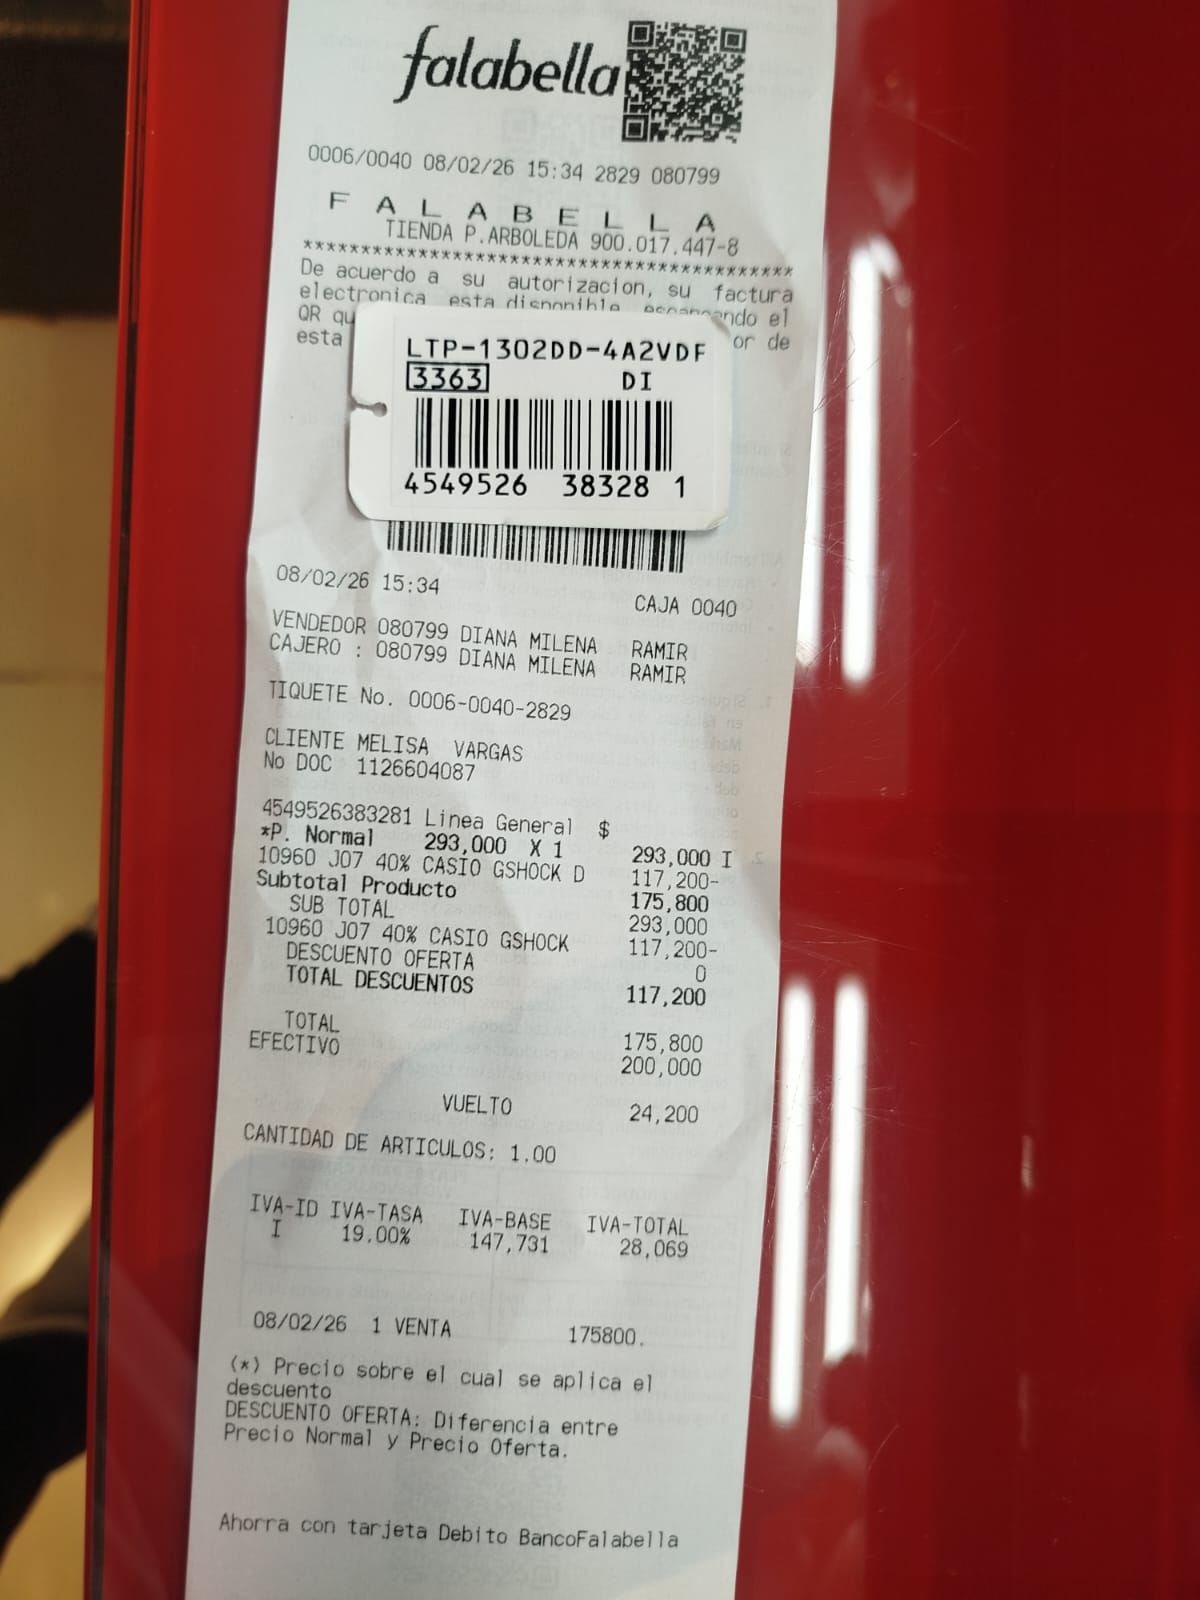 falabella
0006/0040 08/02/26 15:34 2829 080799
F A L A B E L L A
TIENDA P.ARBOLEDA 900.017.447-8
******************************************
De acuerdo a su autorizacion, su factura
electronica esta disponible, escaneando el
QR
or de
esta
LTP-1302DD-4A2VDF
3363 DI
4549526 38328 1
08/02/26 15:34
CAJA 0040
VENDEDOR 080799 DIANA MILENA RAMIR
CAJERO : 080799 DIANA MILENA RAMIR
TIQUETE No. 0006-0040-2829
CLIENTE MELISA VARGAS
No DOC 1126604087
4549526383281 Linea General $
*P. Normal 293,000 X 1 293,000 I
10960 J07 40% CASIO GSHOCK D 117,200-
Subtotal Producto 175,800
SUB TOTAL 293,000
10960 J07 40% CASIO GSHOCK 117,200-
DESCUENTO OFERTA 0
TOTAL DESCUENTOS 117,200
TOTAL 175,800
EFECTIVO 200,000
VUELTO 24,200
CANTIDAD DE ARTICULOS: 1.00
IVA-ID IVA-TASA IVA-BASE IVA-TOTAL
I 19.00% 147,731 28,069
08/02/26 1 VENTA 175800.
(*) Precio sobre el cual se aplica el
descuento
DESCUENTO OFERTA: Diferencia entre
Precio Normal y Precio Oferta.
Ahorra con tarjeta Debito BancoFalabella